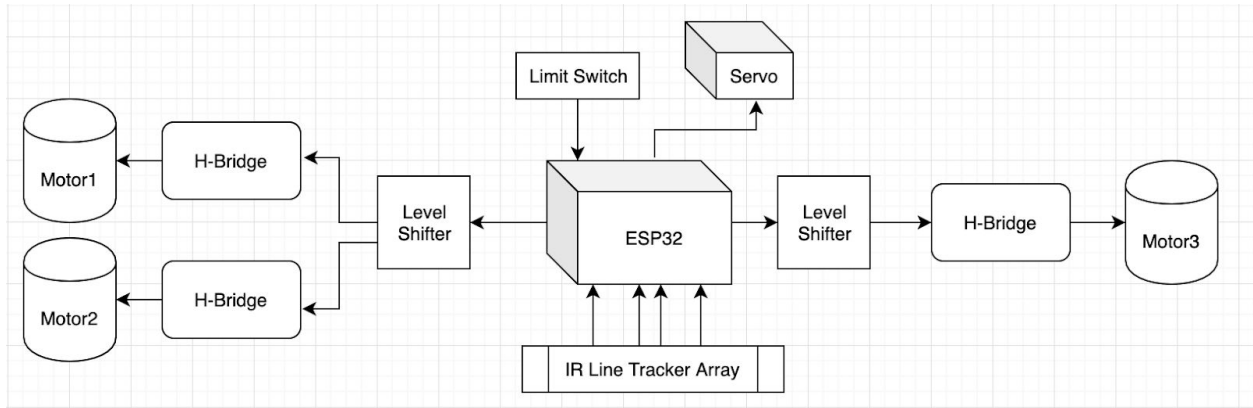 Limit Switch
Servo
Motor1
H-Bridge
Level
Shifter
ESP32
Level
Shifter
H-Bridge
Motor3
Motor2
H-Bridge
IR Line Tracker Array